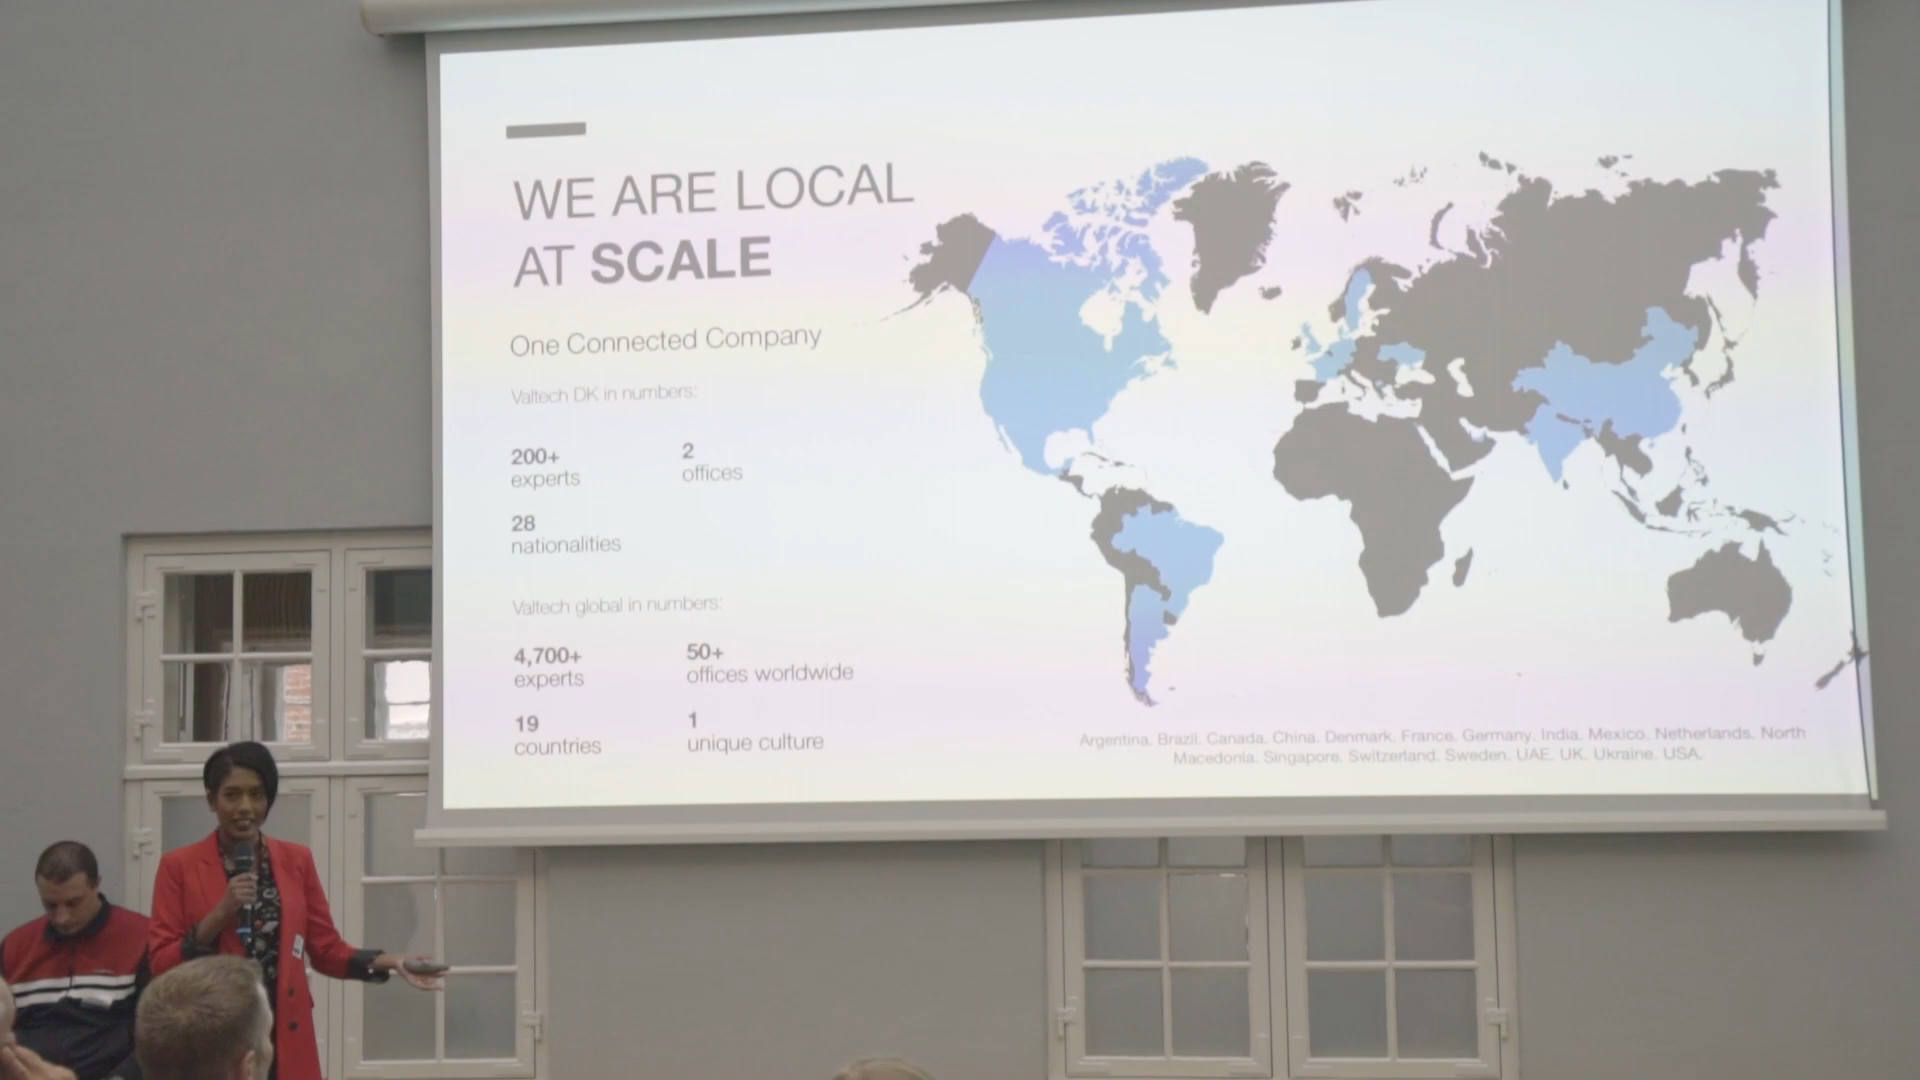 WE ARE LOCAL
AT SCALE
One Connected Company
Valtech DK in numbers:
200+
experts
2
offices
28
nationalities
Valtech global in numbers:
4,700+
experts
50+
offices worldwide
19
countries
1
unique culture
Argentina. Brazil. Canada. China. Denmark. France. Germany. India. Mexico. Netherlands. North
Macedonia. Singapore. Switzerland. Sweden. UAE. UK. Ukraine. USA.